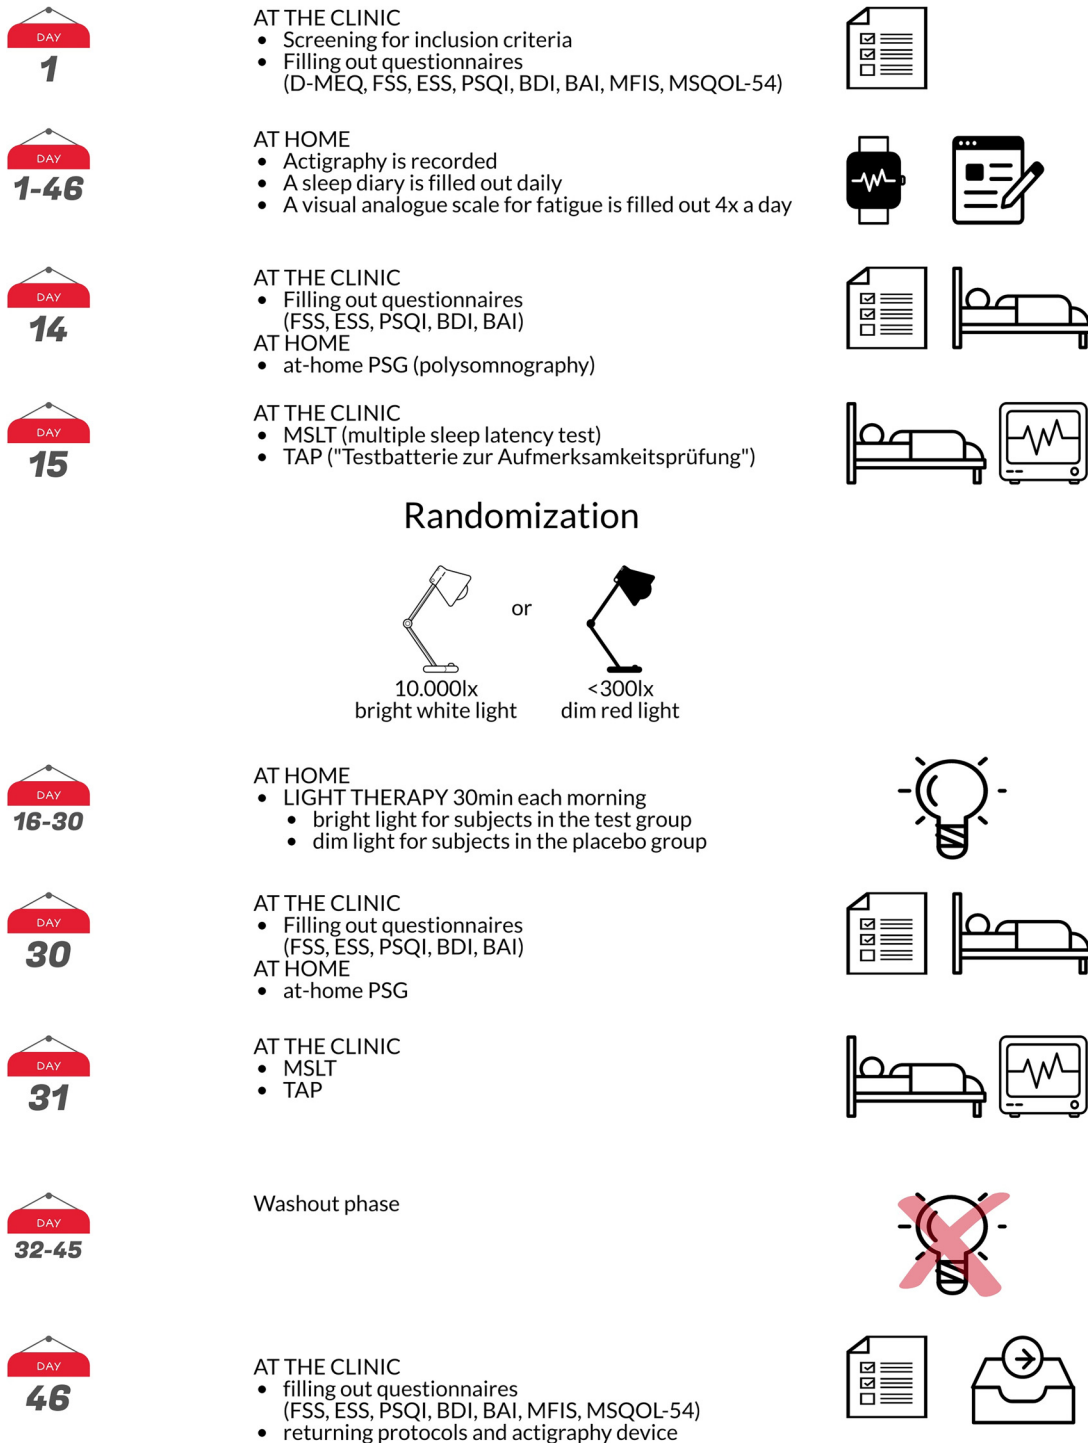 DAY
1
AT THE CLINIC
• Screening for inclusion criteria
• Filling out questionnaires
(D-MEQ, FSS, ESS, PSQI, BDI, BAI, MFIS, MSQOL-54)
DAY
1-46
AT HOME
• Actigraphy is recorded
• A sleep diary is filled out daily
• A visual analogue scale for fatigue is filled out 4x a day
DAY
14
AT THE CLINIC
• Filling out questionnaires
(FSS, ESS, PSQI, BDI, BAI)
AT HOME
• at-home PSG (polysomnography)
DAY
15
AT THE CLINIC
• MSLT (multiple sleep latency test)
• TAP ("Testbatterie zur Aufmerksamkeitsprüfung")
Randomization
or
10.000lx
bright white light
<300lx
dim red light
DAY
16-30
AT HOME
• LIGHT THERAPY 30min each morning
• bright light for subjects in the test group
• dim light for subjects in the placebo group
DAY
30
AT THE CLINIC
• Filling out questionnaires
(FSS, ESS, PSQI, BDI, BAI)
AT HOME
• at-home PSG
DAY
31
AT THE CLINIC
• MSLT
• TAP
DAY
32-45
Washout phase
DAY
46
AT THE CLINIC
• filling out questionnaires
(FSS, ESS, PSQI, BDI, BAI, MFIS, MSQOL-54)
• returning protocols and actigraphy device